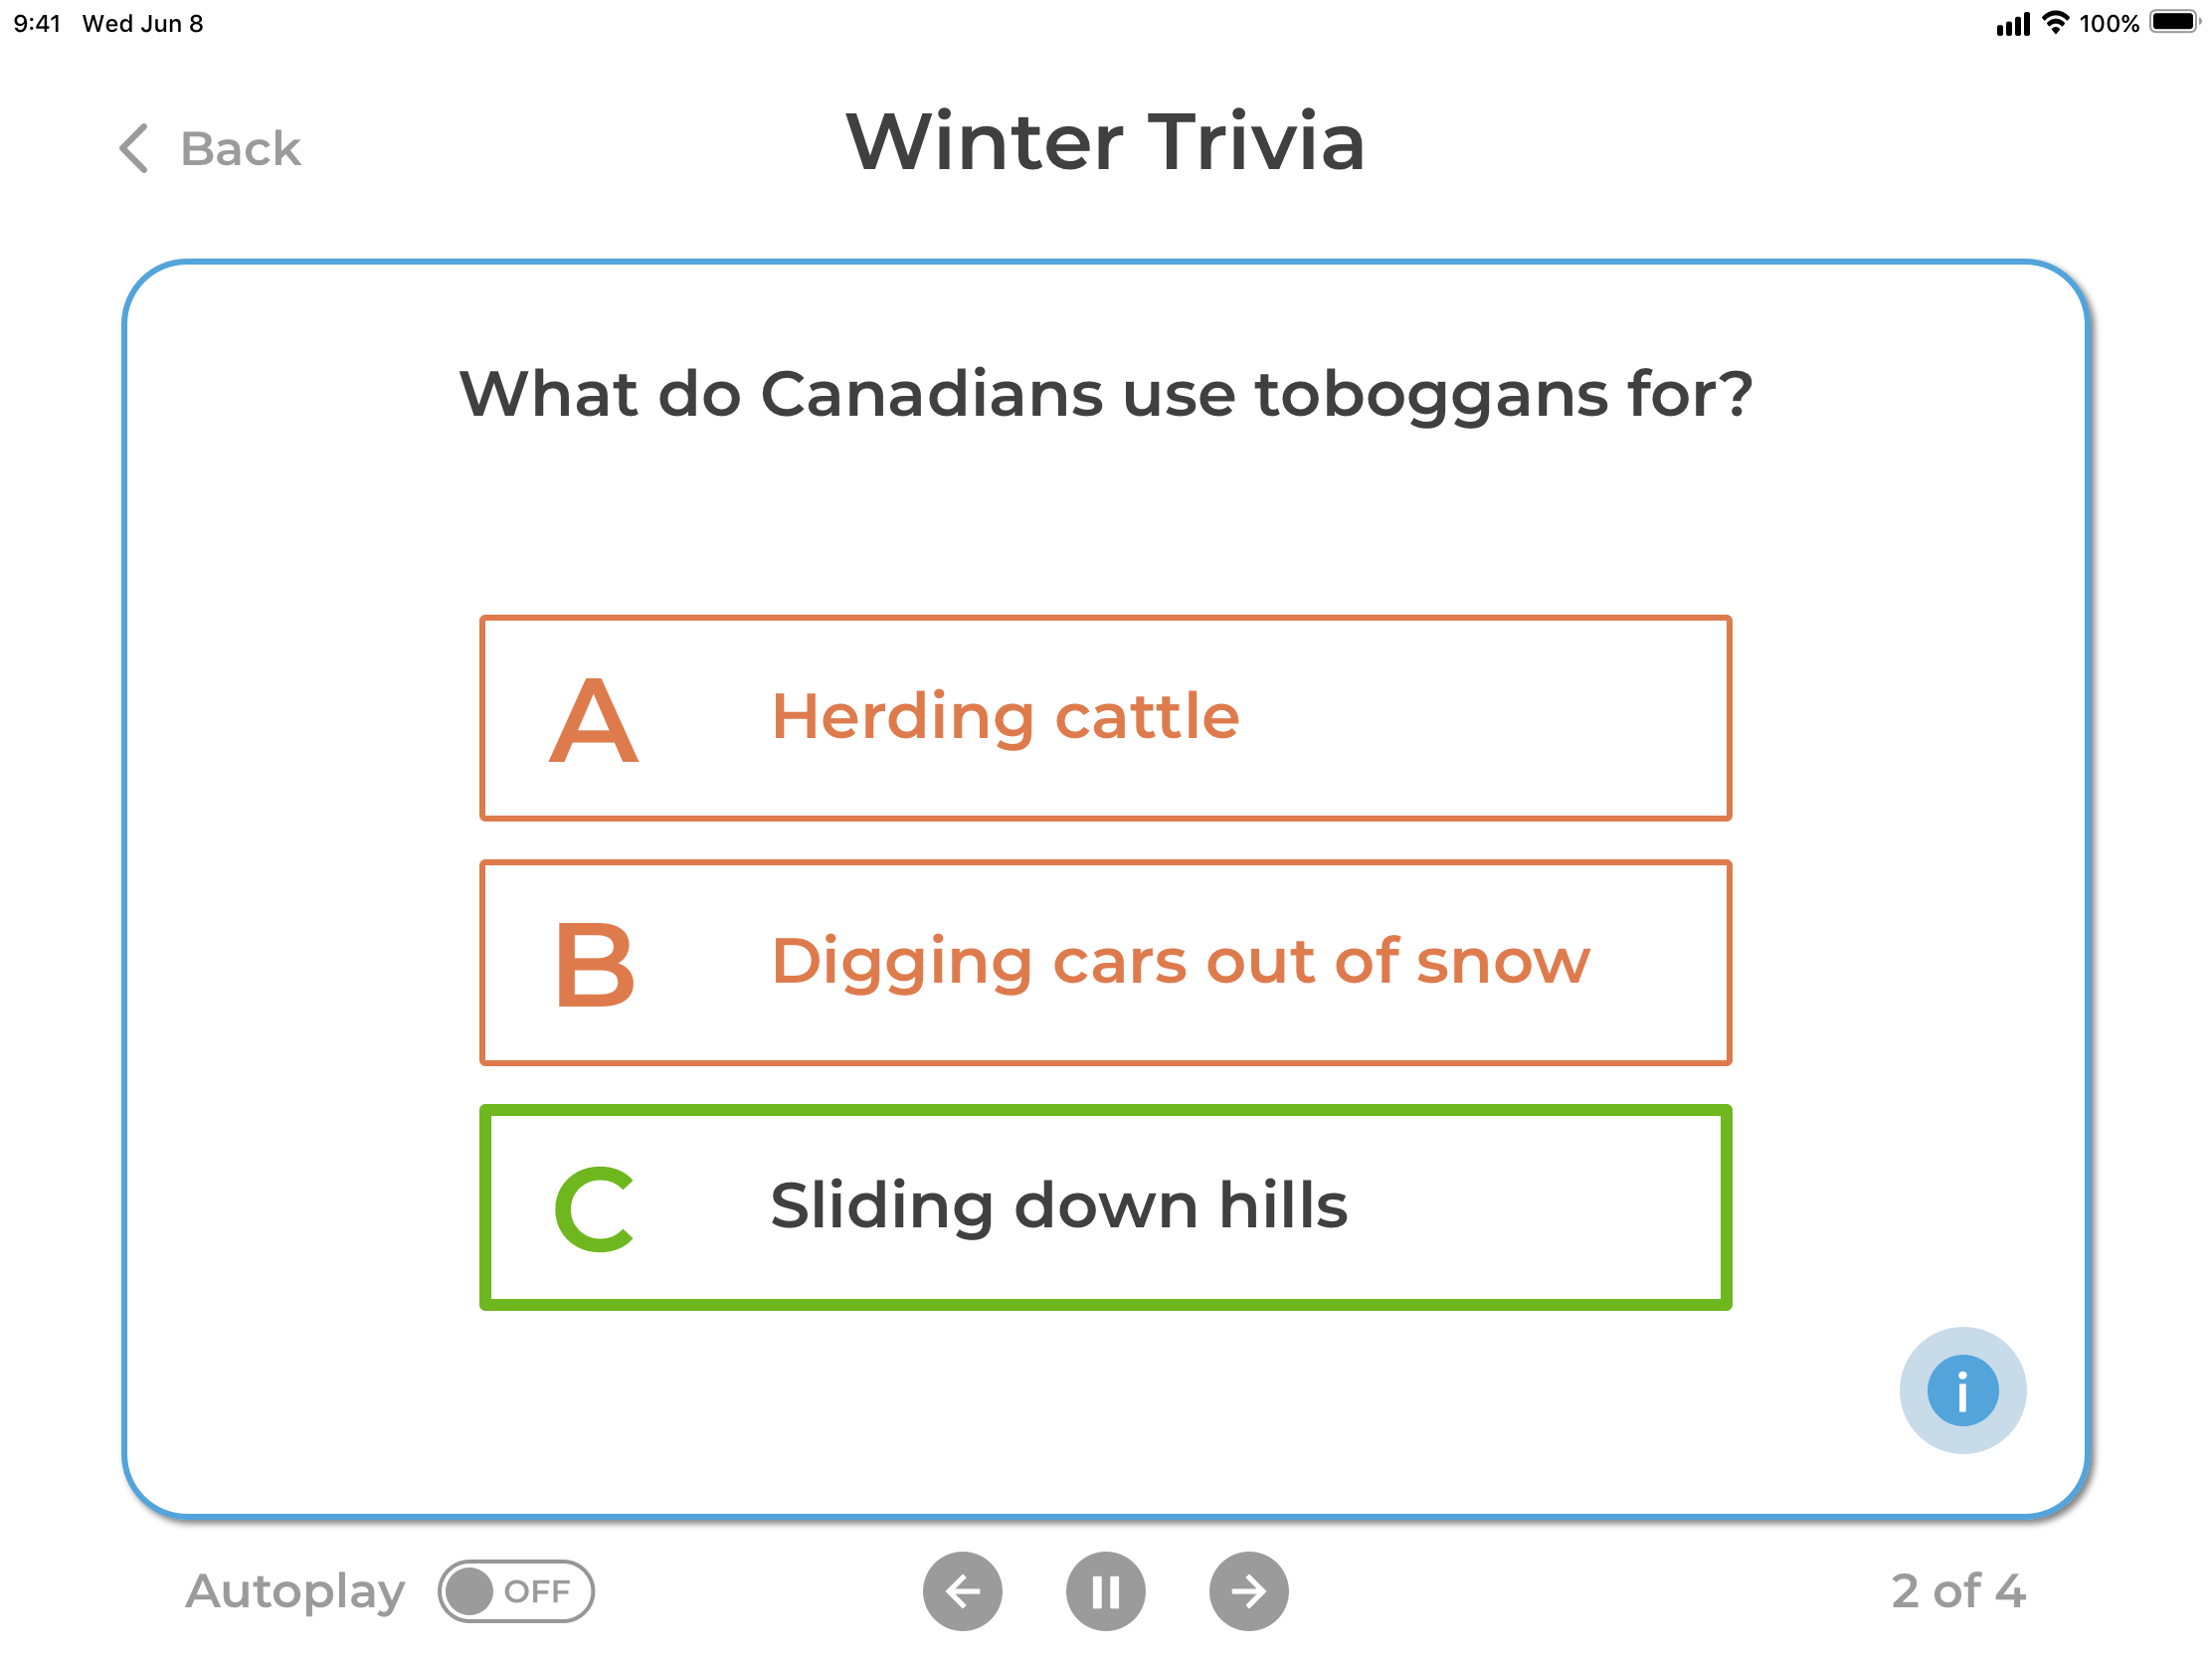 9:41 Wed Jun 8 100%
Back
Winter Trivia
What do Canadians use toboggans for?
A Herding cattle
B Digging cars out of snow
C Sliding down hills
i
Autoplay OFF 2 of 4